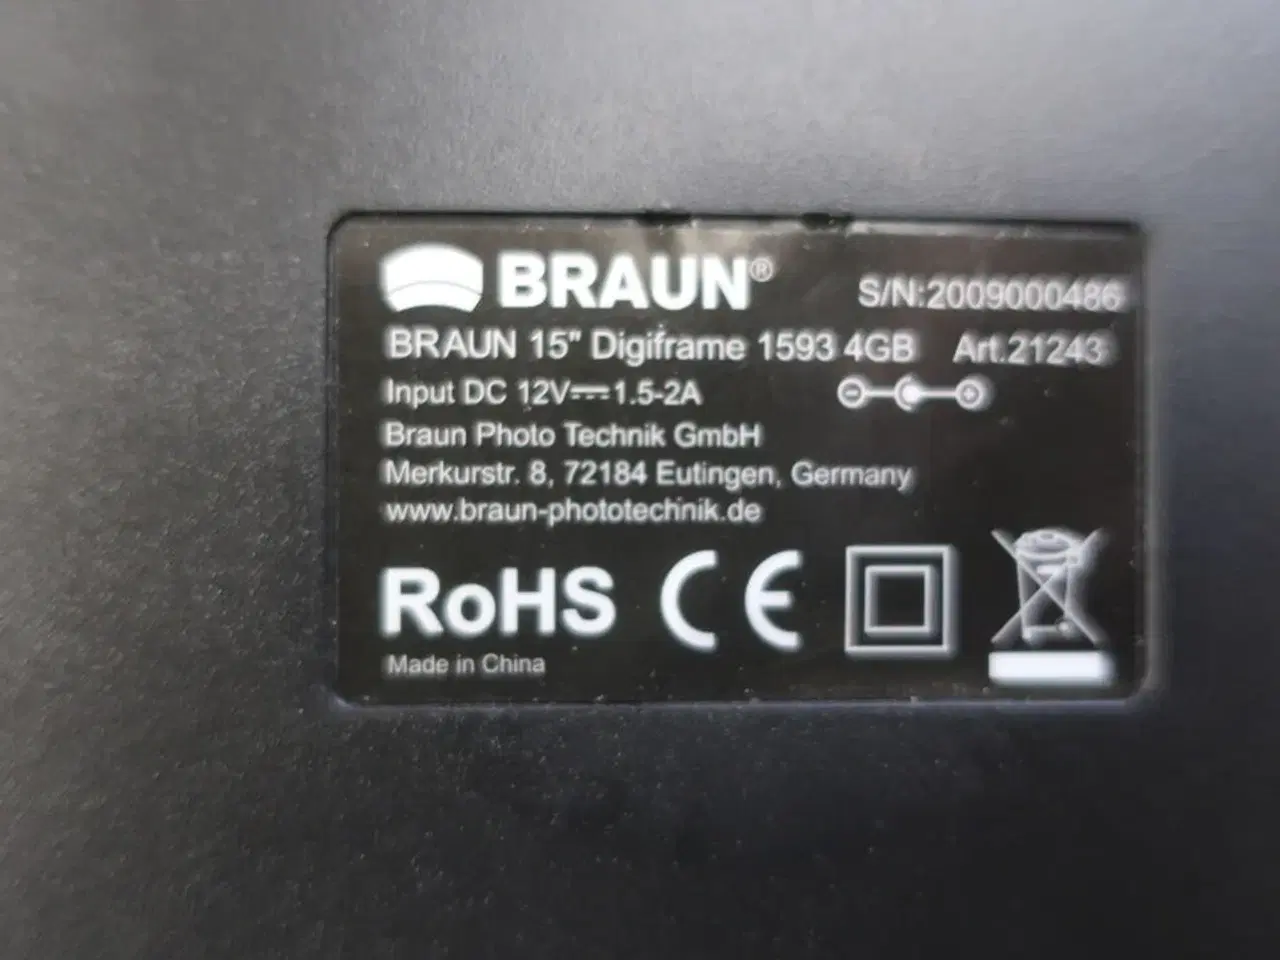 BRAUN®
S/N:2009000486
BRAUN 15" Digiframe 1593 4GB Art.21243
Input DC 12V⎓1.5-2A
Braun Photo Technik GmbH
Merkurstr. 8, 72184 Eutingen, Germany
www.braun-phototechnik.de
RoHS CE
Made in China